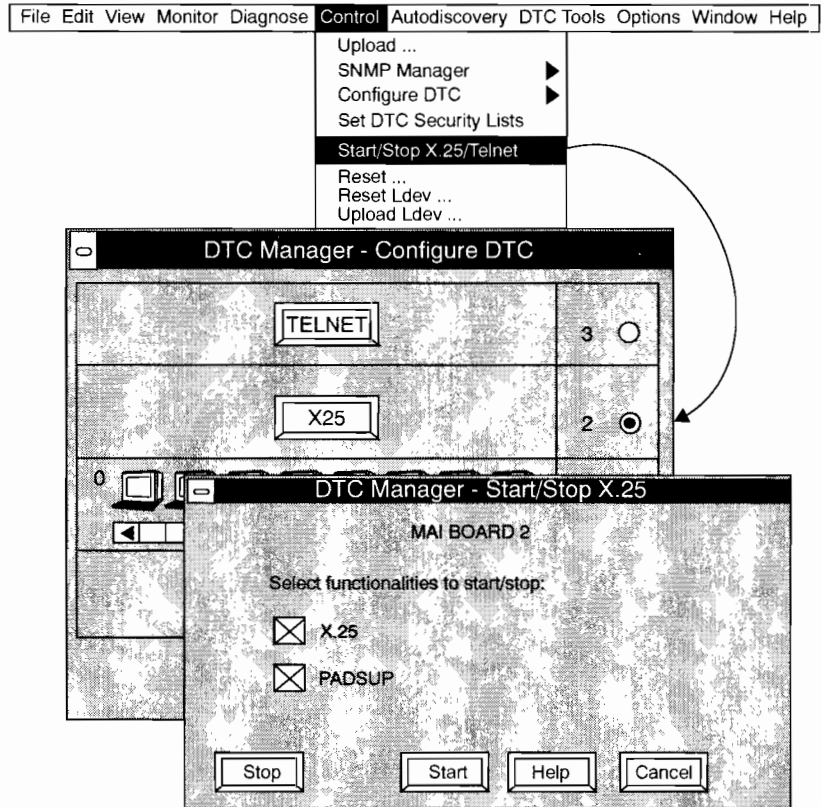 File Edit View Monitor Diagnose Control Autodiscovery DTC Tools Options Window Help
Upload ...
SNMP Manager
Configure DTC
Set DTC Security Lists
Start/Stop X.25/Telnet
Reset ...
Reset Ldev ...
Upload Ldev ...
DTC Manager - Configure DTC
TELNET
3
X25
2
0
DTC Manager - Start/Stop X.25
MAI BOARD 2
Select functionalities to start/stop:
X.25
PADSUP
Stop Start Help Cancel